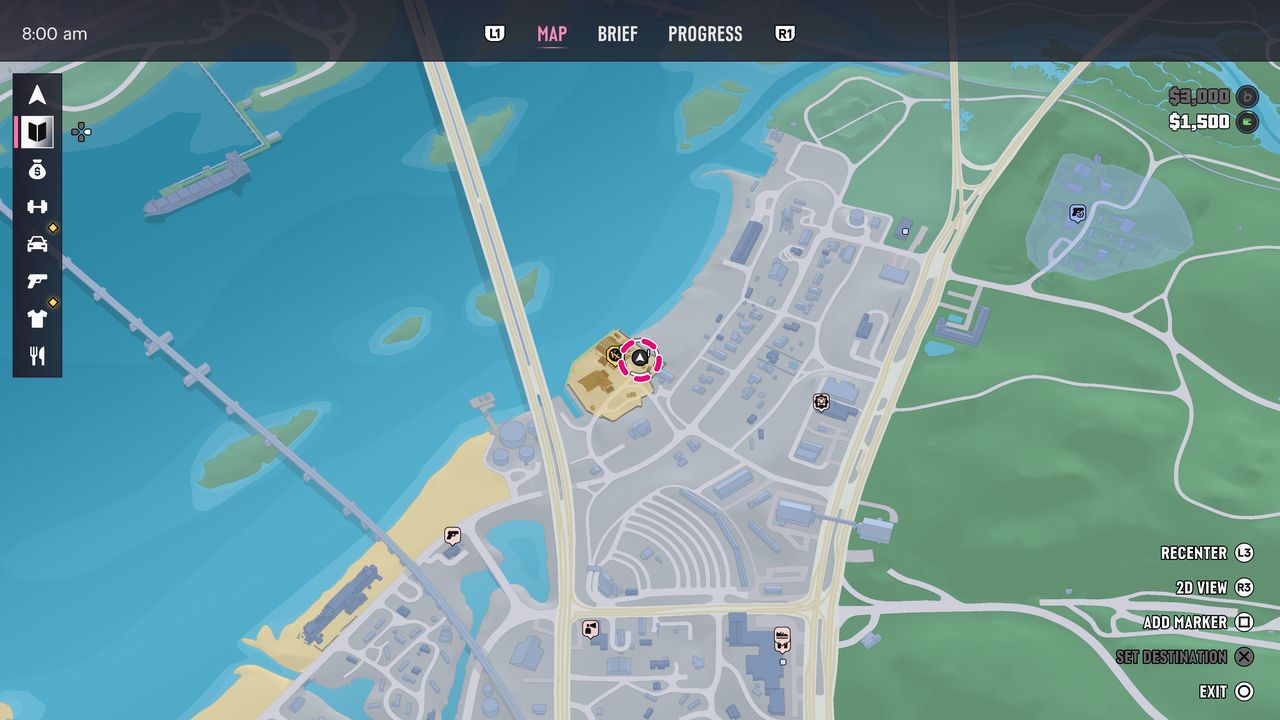 8:00 am
L1 MAP BRIEF PROGRESS R1
$3,000
$1,500
RECENTER L3
2D VIEW R3
ADD MARKER
SET DESTINATION
EXIT